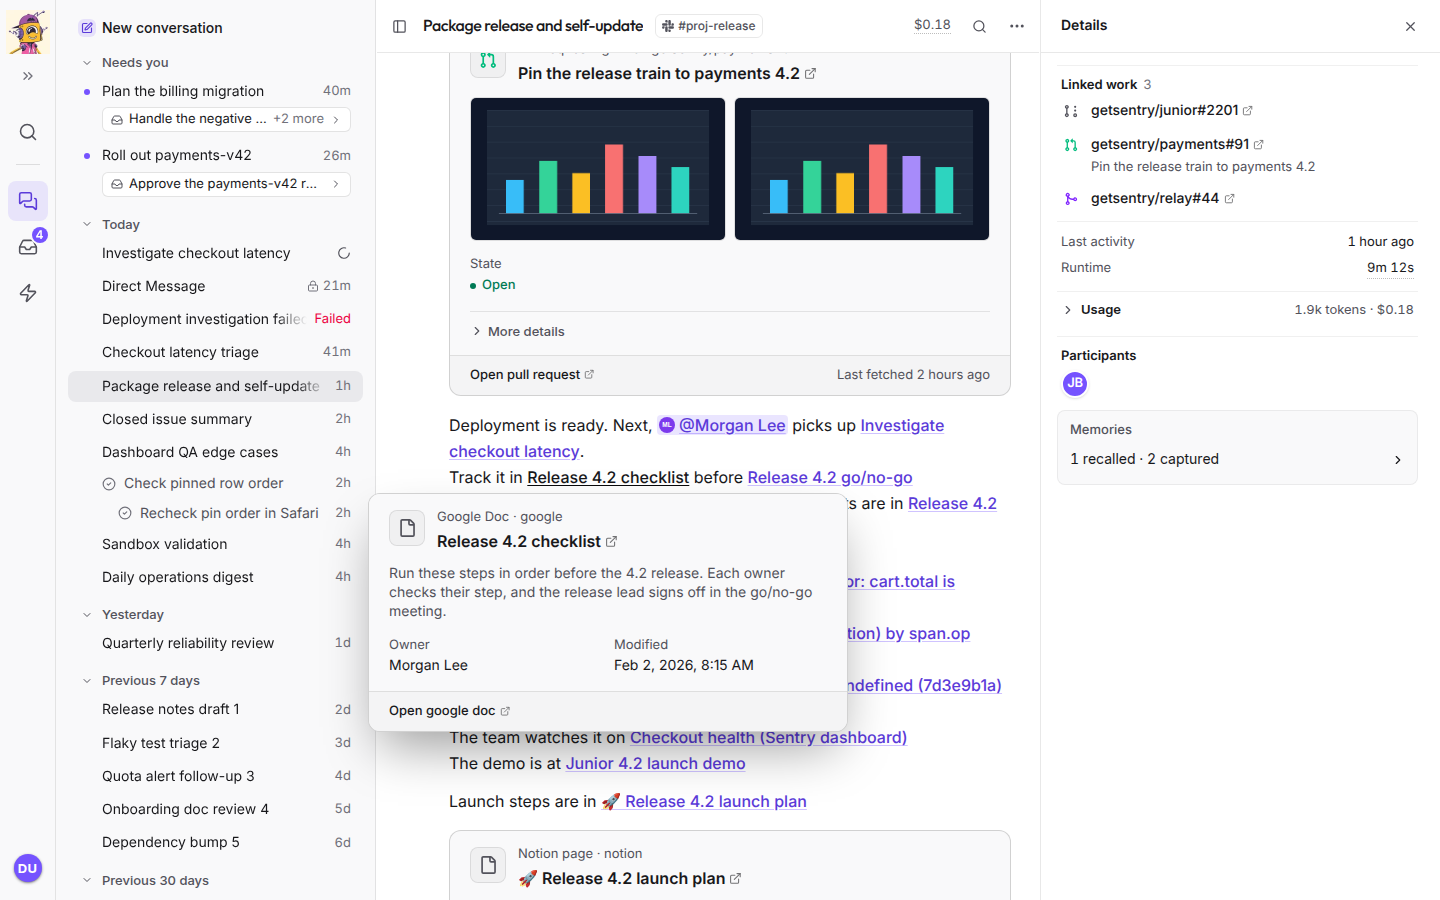 New conversation
Needs you
Plan the billing migration 40m
Handle the negative ... +2 more
Roll out payments-v42 26m
Approve the payments-v42 r...
Today
Investigate checkout latency
Direct Message 21m
Deployment investigation failed Failed
Checkout latency triage 41m
Package release and self-update 1h
Closed issue summary 2h
Dashboard QA edge cases 4h
Check pinned row order 2h
Recheck pin order in Safari 2h
Sandbox validation 4h
Daily operations digest 4h
Yesterday
Quarterly reliability review 1d
Previous 7 days
Release notes draft 1 2d
Flaky test triage 2 3d
Quota alert follow-up 3 4d
Onboarding doc review 4 5d
Dependency bump 5 6d
Previous 30 days
4
DU
Package release and self-update #proj-release $0.18
Pin the release train to payments 4.2
State
Open
More details
Open pull request Last fetched 2 hours ago
Deployment is ready. Next, ML @Morgan Lee picks up Investigate
checkout latency.
Track it in Release 4.2 checklist before Release 4.2 go/no-go
s are in Release 4.2
or: cart.total is
tion) by span.op
ndefined (7d3e9b1a)
Google Doc · google
Release 4.2 checklist
Run these steps in order before the 4.2 release. Each owner
checks their step, and the release lead signs off in the go/no-go
meeting.
Owner Modified
Morgan Lee Feb 2, 2026, 8:15 AM
Open google doc
The team watches it on Checkout health (Sentry dashboard)
The demo is at Junior 4.2 launch demo
Launch steps are in 🚀 Release 4.2 launch plan
Notion page · notion
🚀 Release 4.2 launch plan
Details
Linked work 3
getsentry/junior#2201
getsentry/payments#91
Pin the release train to payments 4.2
getsentry/relay#44
Last activity 1 hour ago
Runtime 9m 12s
Usage 1.9k tokens · $0.18
Participants
JB
Memories
1 recalled · 2 captured